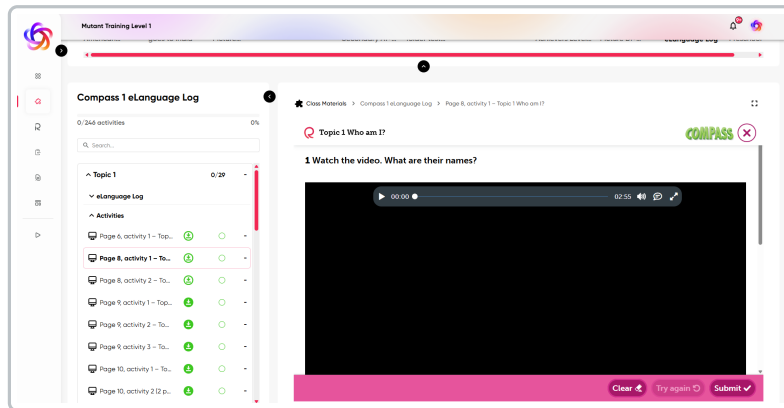 Mutant Training Level 1
9+
eLanguage Log
Compass 1 eLanguage Log
0/246 activities 0%
Search...
Topic 1 0/29 -
eLanguage Log
Activities
Page 6, activity 1 – Top... -
Page 8, activity 1 – To... -
Page 8, activity 2 – To... -
Page 9, activity 1 – Top... -
Page 9, activity 2 – To... -
Page 9, activity 3 – To... -
Page 10, activity 1 – To... -
Page 10, activity 2 (2 p... -
Class Materials > Compass 1 eLanguage Log > Page 8, activity 1 – Topic 1 Who am I?
Topic 1 Who am I?
COMPASS
1 Watch the video. What are their names?
00:00 02:55
Clear Try again Submit